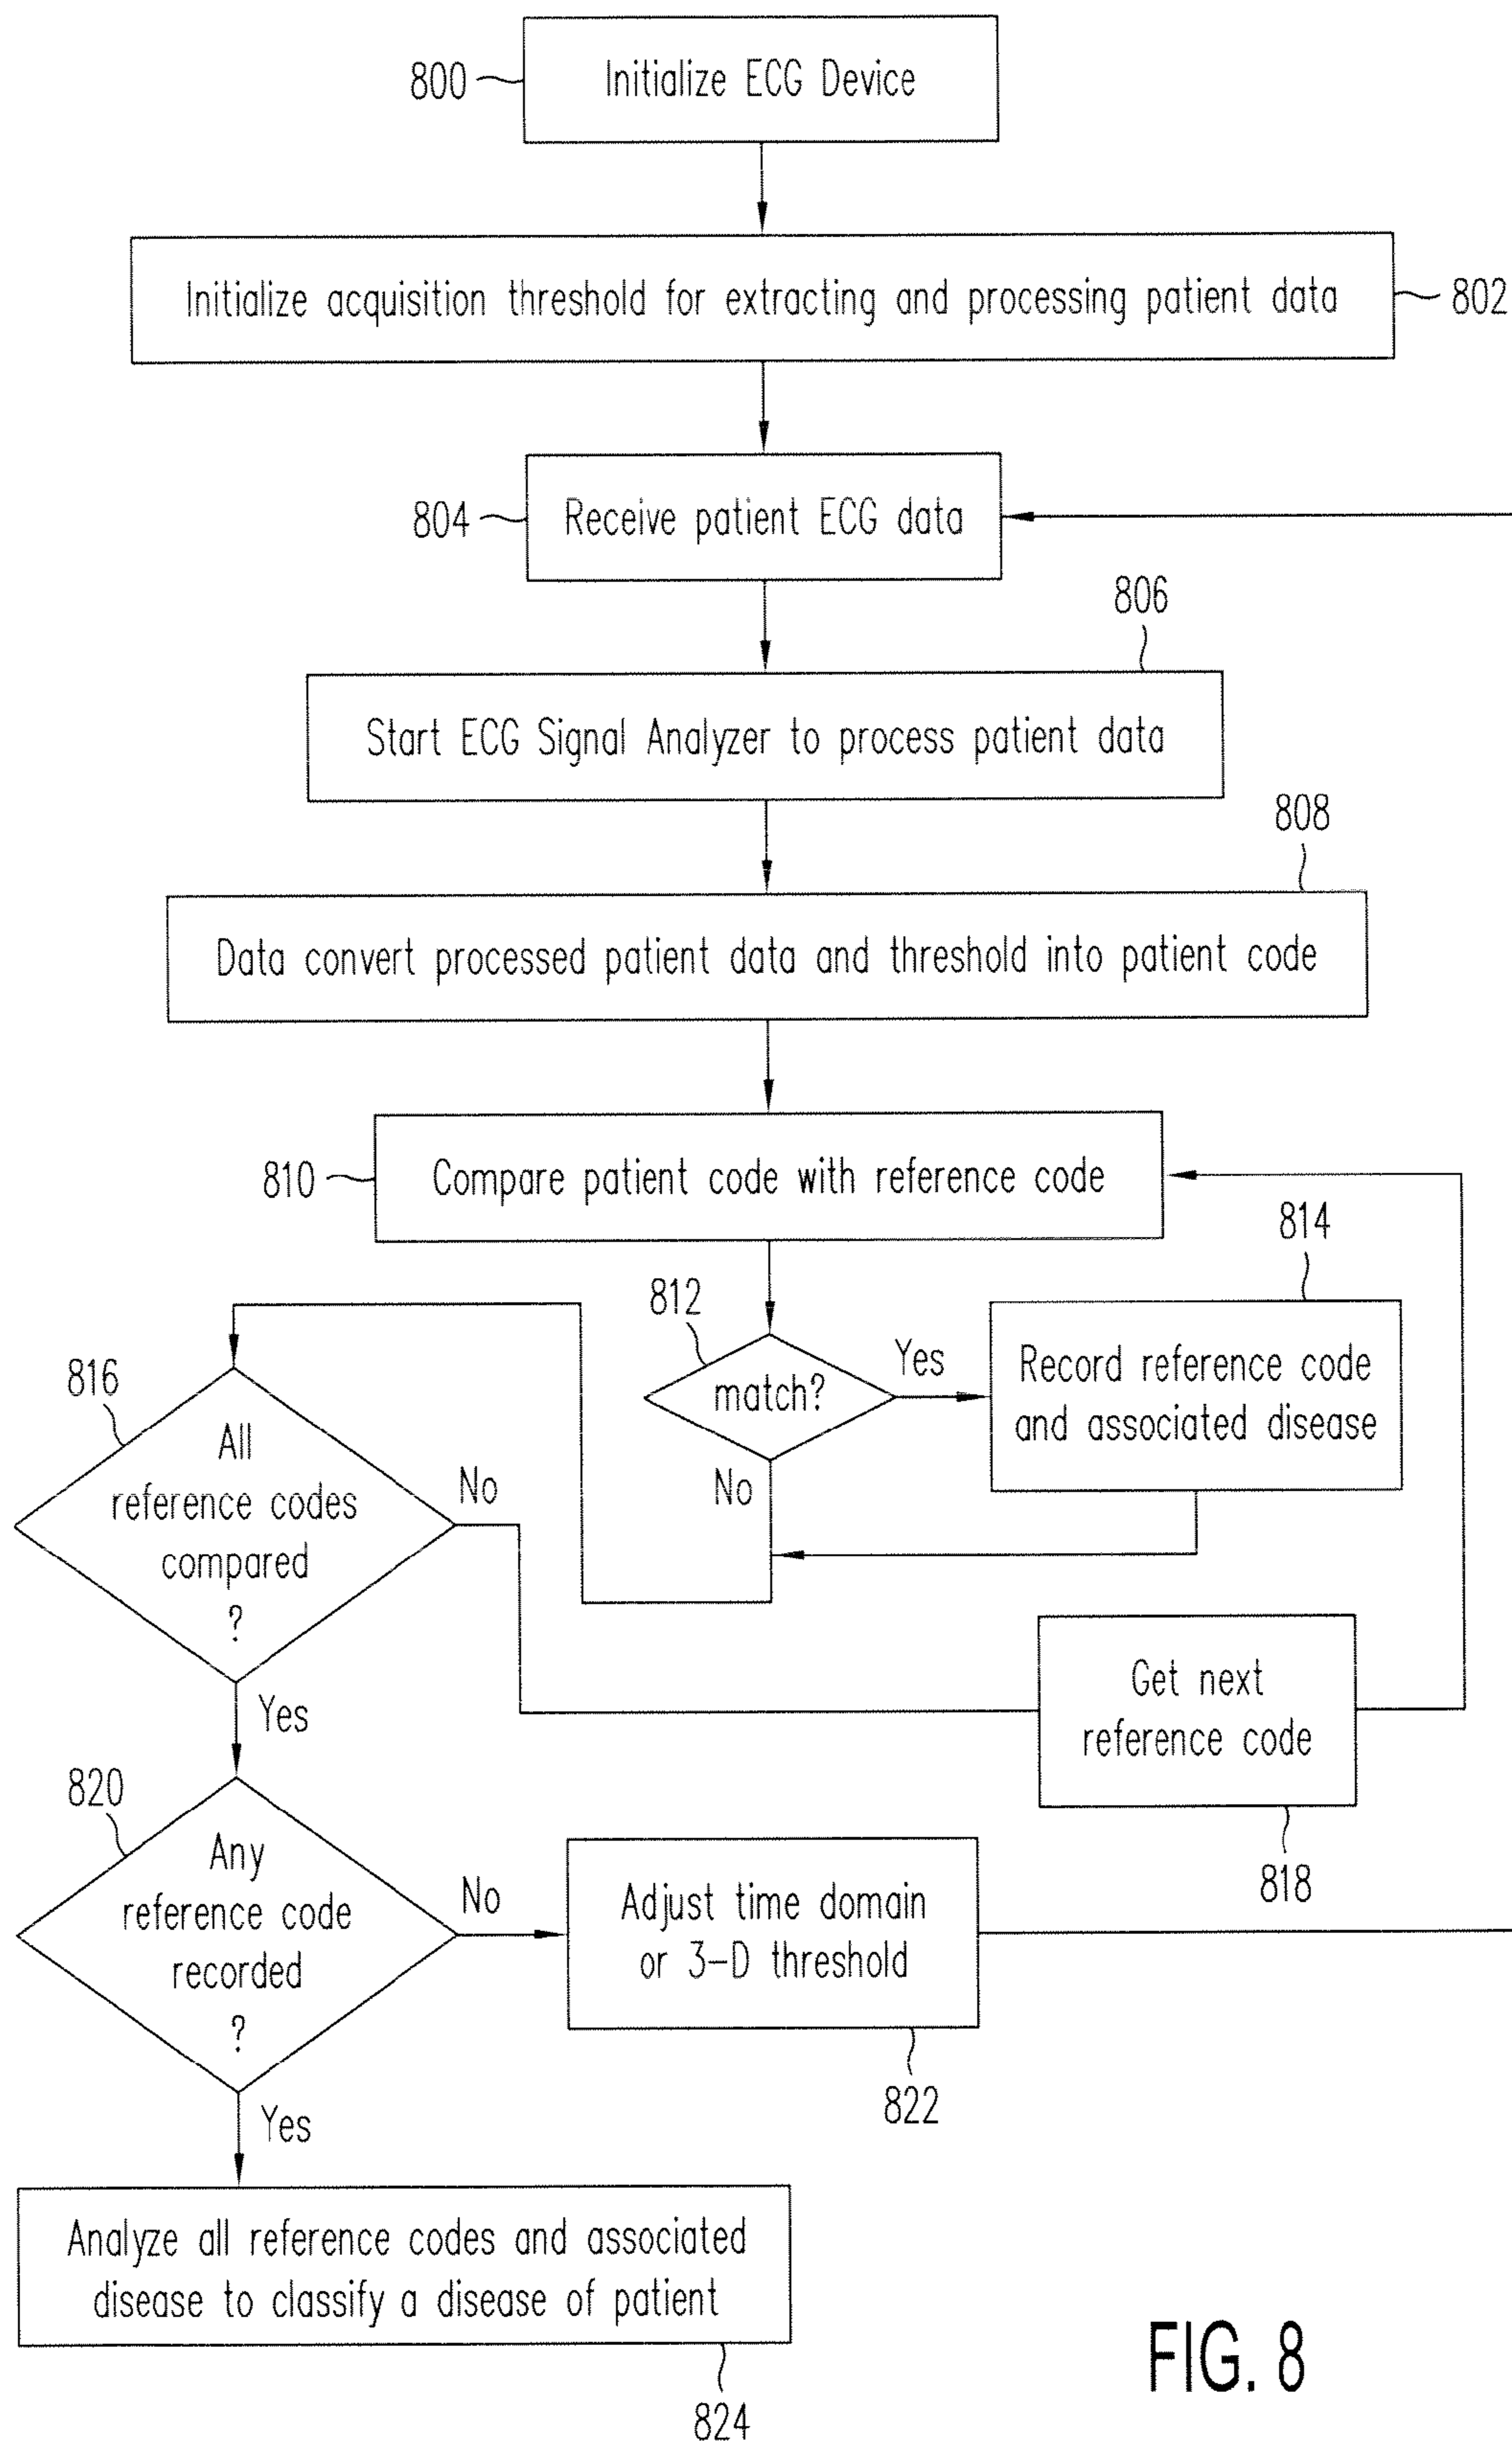 800
Initialize ECG Device
Initialize acquisition threshold for extracting and processing patient data
802
804
Receive patient ECG data
806
Start ECG Signal Analyzer to process patient data
808
Data convert processed patient data and threshold into patient code
810
Compare patient code with reference code
812
match?
Yes
No
814
Record reference code
and associated disease
816
All
reference codes
compared
?
No
Yes
Get next
reference code
818
820
Any
reference code
recorded
?
No
Yes
Adjust time domain
or 3-D threshold
822
Analyze all reference codes and associated
disease to classify a disease of patient
824
FIG. 8